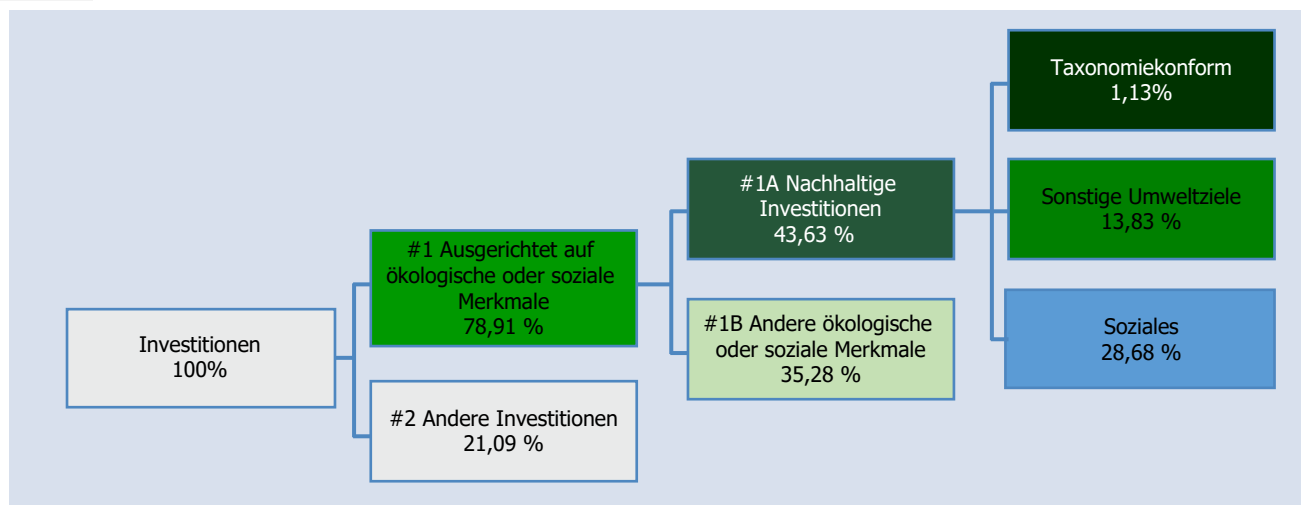 Investitionen
100%
#1 Ausgerichtet auf
ökologische oder soziale
Merkmale
78,91 %
#2 Andere Investitionen
21,09 %
#1A Nachhaltige
Investitionen
43,63 %
#1B Andere ökologische
oder soziale Merkmale
35,28 %
Taxonomiekonform
1,13%
Sonstige Umweltziele
13,83 %
Soziales
28,68 %